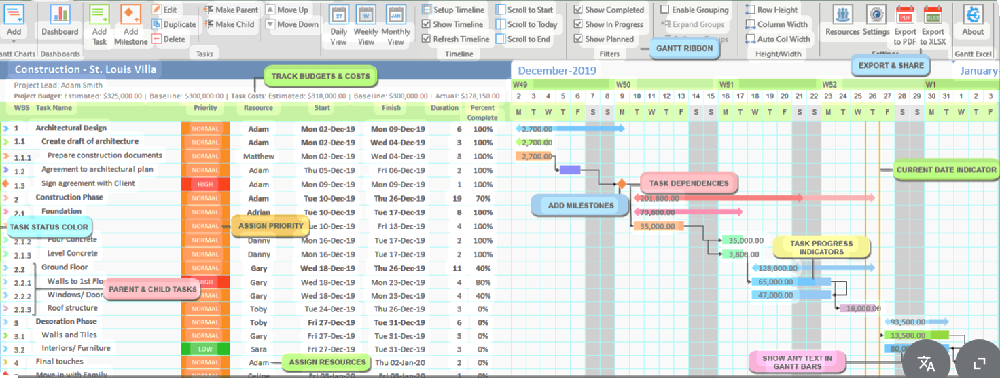 Edit Make Parent Move Up Setup Timeline Scroll to Start Show Completed Enable Grouping Row Height
Duplicate Make Child Move Down Show Timeline Scroll to Today Show In Progress Expand Groups Column Width
Delete Refresh Timeline Scroll to End Show Planned Auto Col Width
Add Dashboard Add Task Add Milestone Daily View Weekly View Monthly View Resources Settings Export to PDF Export to XLSX About
27 W JAN PDF XLSX
Gantt Charts Dashboards Tasks Timeline Filters Height/Width Gantt Excel
GANTT RIBBON
EXPORT & SHARE
Construction - St. Louis Villa
TRACK BUDGETS & COSTS
December-2019 January-
Project Lead: Adam Smith
W49 W50 W51 W52 W1
Project Budget: Estimated: $325,000.00 | Baseline: $300,000.00 | Task Costs: Estimated: $318,000.00 | Baseline: $300,000.00 | Actual: $178,150.00
2 3 4 5 6 7 8 9 10 11 12 13 14 15 16 17 18 19 20 21 22 23 24 25 26 27 28 29 30 31 1 2 3
WBS Task Name Priority Resource Start Finish Duration Percent Complete
M T W T F S S M T W T F S S M T W T F S S M T W T F S S M T W T F
1 Architectural Design NORMAL Adam Mon 02-Dec-19 Mon 09-Dec-19 6 100% 2,700.00
1.1 Create draft of architecture NORMAL Adam Mon 02-Dec-19 Wed 04-Dec-19 3 100% 2,700.00
1.1.1 Prepare construction documents NORMAL Matthew Mon 02-Dec-19 Wed 04-Dec-19 3 100% 2,700.00
1.2 Agreement to architectural plan NORMAL Adam Thu 05-Dec-19 Fri 06-Dec-19 2 100%
CURRENT DATE INDICATOR
1.3 Sign agreement with Client HIGH Adam Mon 09-Dec-19 Mon 09-Dec-19 1 100%
TASK DEPENDENCIES
2 Construction Phase NORMAL Adam Tue 10-Dec-19 Thu 26-Dec-19 19 70% 201,800.00
ADD MILESTONES
2.1 Foundation NORMAL Adrian Tue 10-Dec-19 Tue 17-Dec-19 8 100% 73,800.00
TASK STATUS COLOR
ASSIGN PRIORITY
NORMAL Tue 10-Dec-19 Fri 13-Dec-19 4 100% 35,000.00
2.1.2 Pour Concrete NORMAL Danny Mon 16-Dec-19 Tue 17-Dec-19 2 100% 35,000.00
TASK PROGRESS
INDICATORS
2.1.3 Level Concrete NORMAL Danny Mon 16-Dec-19 Tue 17-Dec-19 2 100% 3,800.00
2.2 Ground Floor NORMAL Gary Wed 18-Dec-19 Thu 26-Dec-19 11 40% 128,000.00
2.2.1 Walls to 1st Flo HIGH Gary Wed 18-Dec-19 Mon 23-Dec-19 4 80% 65,000.00
PARENT & CHILD TASKS
2.2.2 Windows/ Door NORMAL Gary Wed 18-Dec-19 Mon 23-Dec-19 4 40% 47,000.00
2.2.3 Roof structure NORMAL Toby Tue 24-Dec-19 Thu 26-Dec-19 3 0% 16,000.00
3 Decoration Phase NORMAL Toby Fri 27-Dec-19 Tue 31-Dec-19 6 0% 93,500.00
3.1 Walls and Tiles NORMAL Gary Fri 27-Dec-19 Tue 31-Dec-19 3 0% 13,500.00
3.2 Interiors/ Furniture LOW Sara Fri 27-Dec-19 Tue 31-Dec-19 3 0%
4 Final touches NORMAL Adam Thu 02-Jan-20 2 0%
ASSIGN RESOURCES
SHOW ANY TEXT IN
GANTT BARS
5 Move in with Family NORMAL Celine Fri 03-Jan-20 Fri 03-Jan-20 1 0%